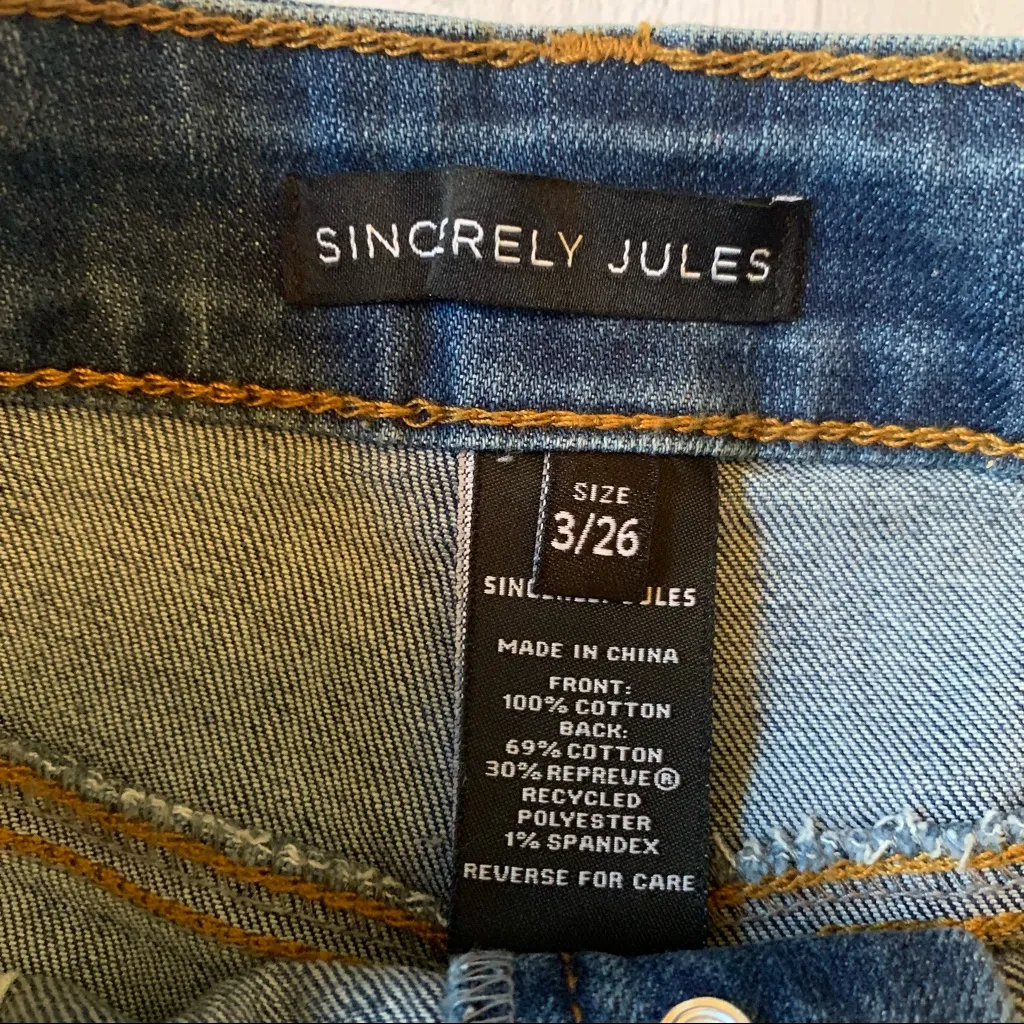 SINCERELY JULES
SIZE
3/26
SINCERELY JULES
MADE IN CHINA
FRONT:
100% COTTON
BACK:
69% COTTON
30% REPREVE®
RECYCLED
POLYESTER
1% SPANDEX
REVERSE FOR CARE